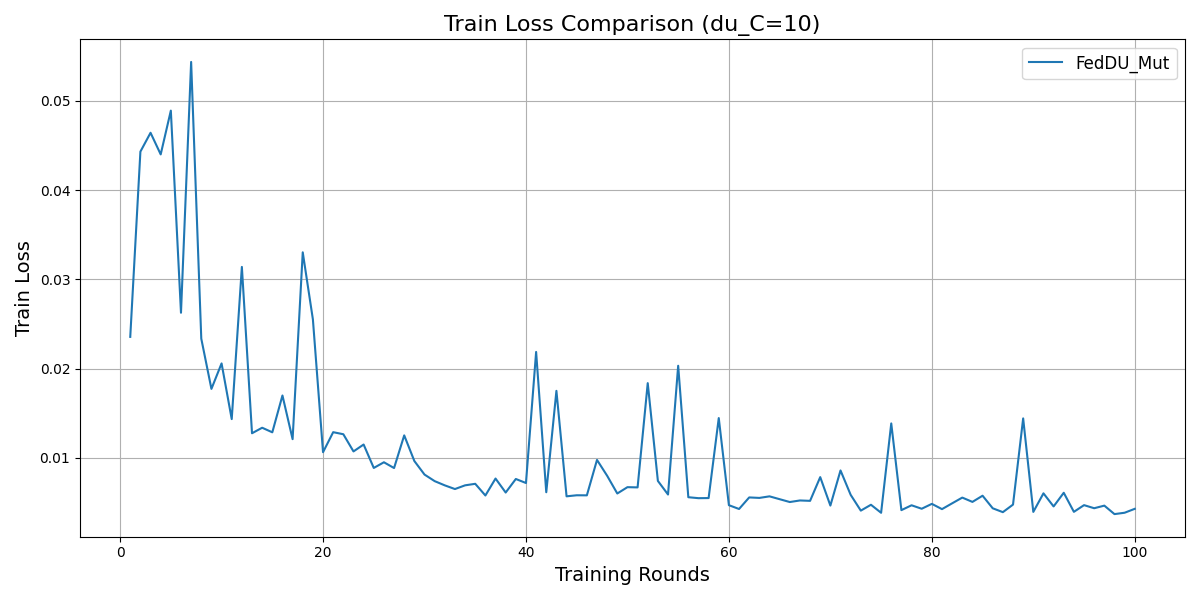 Train Loss Comparison (du_C=10)
FedDU_Mut
Train Loss
0.05
0.04
0.03
0.02
0.01
0 20 40 60 80 100
Training Rounds